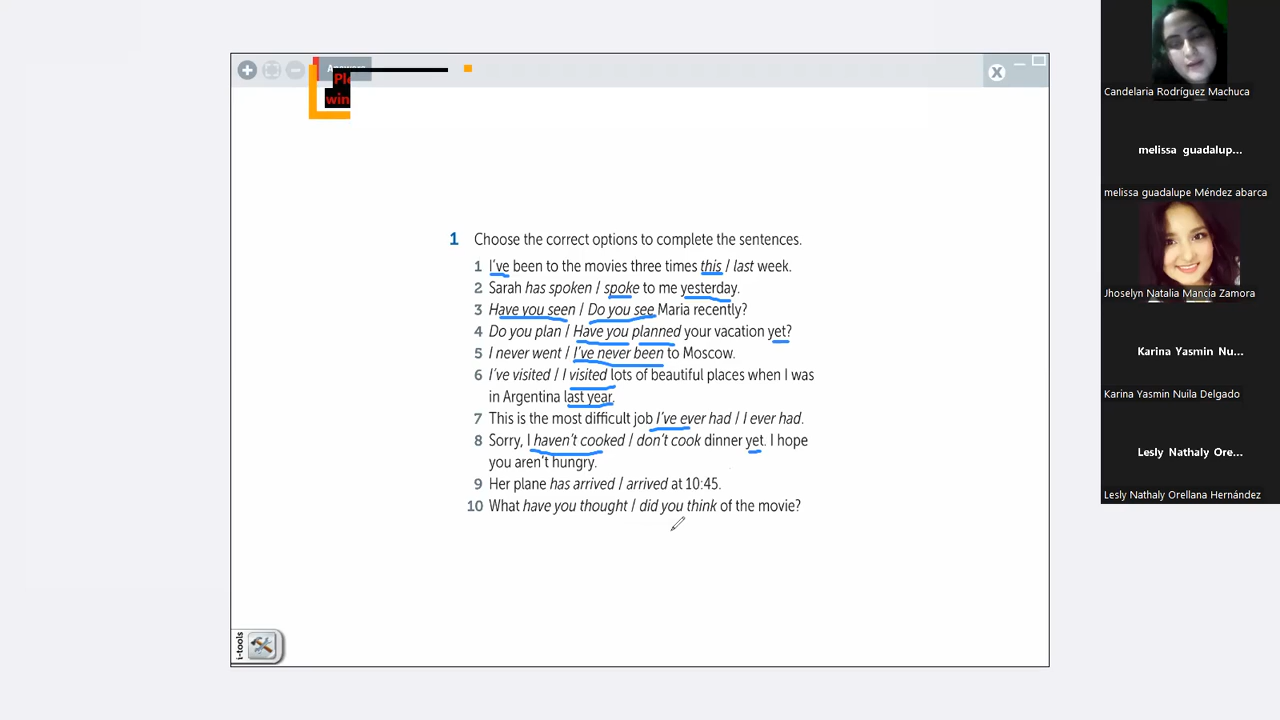 Answers
Ple
win
1 Choose the correct options to complete the sentences.
1 I've been to the movies three times this / last week.
2 Sarah has spoken / spoke to me yesterday.
3 Have you seen / Do you see Maria recently?
4 Do you plan / Have you planned your vacation yet?
5 I never went / I've never been to Moscow.
6 I've visited / I visited lots of beautiful places when I was
in Argentina last year.
7 This is the most difficult job I've ever had / I ever had.
8 Sorry, I haven't cooked / don't cook dinner yet. I hope
you aren't hungry.
9 Her plane has arrived / arrived at 10:45.
10 What have you thought / did you think of the movie?
i-tools
X
Candelaria Rodríguez Machuca
melissa guadalup...
melissa guadalupe Méndez abarca
Jhoselyn Natalia Mancia Zamora
Karina Yasmin Nu...
Karina Yasmin Nuila Delgado
Lesly Nathaly Ore...
Lesly Nathaly Orellana Hernández